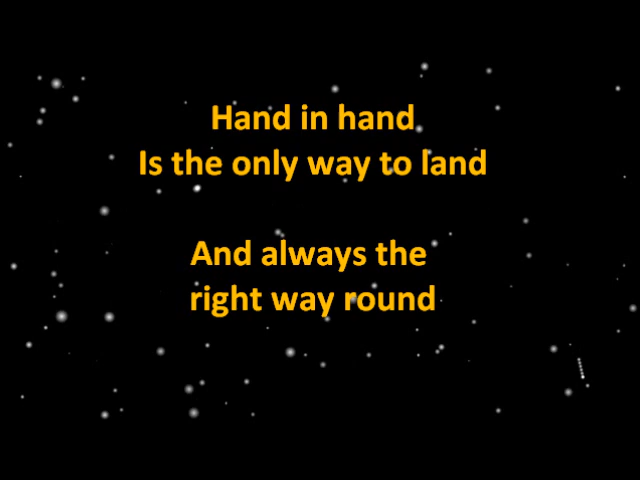 Hand in hand
Is the only way to land
And always the
right way round